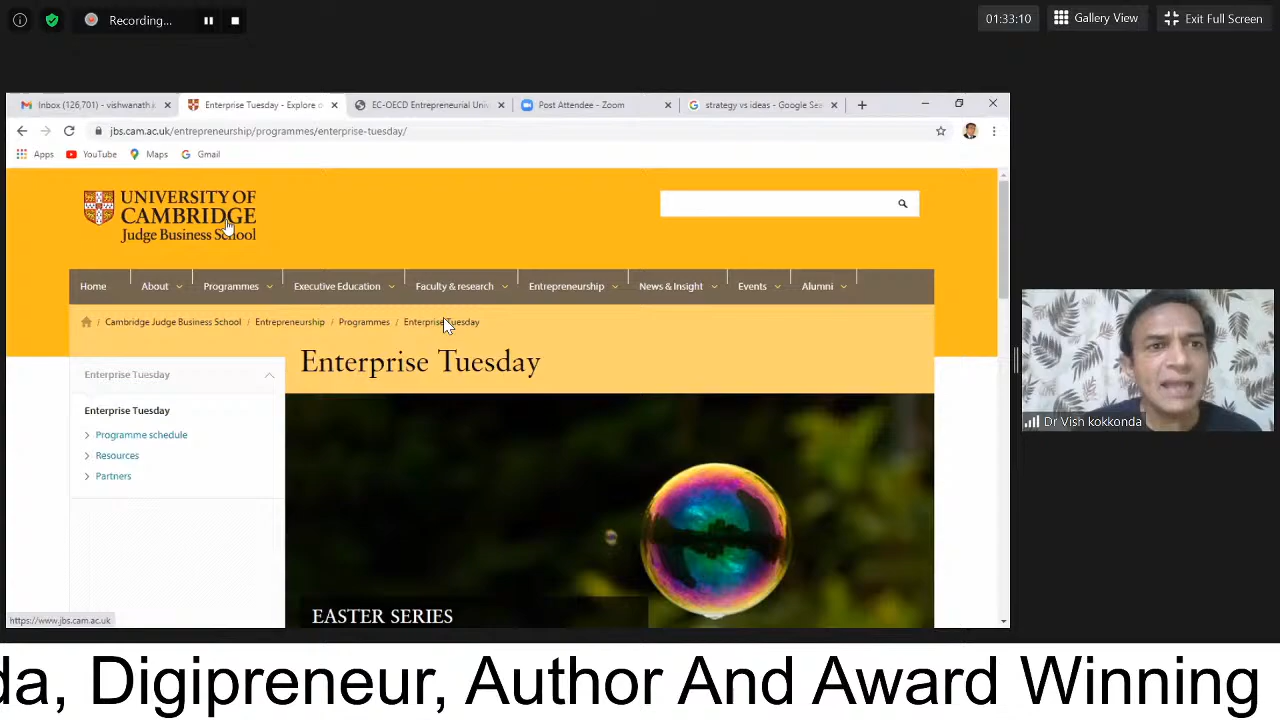 Recording...
01:33:10
Gallery View
Exit Full Screen
Inbox (126,701) - vishwanath.
Enterprise Tuesday - Explore o
EC-OECD Entrepreneurial Univ
Post Attendee - Zoom
strategy vs ideas - Google Sea
jbs.cam.ac.uk/entrepreneurship/programmes/enterprise-tuesday/
Apps YouTube Maps Gmail
UNIVERSITY OF
CAMBRIDGE
Judge Business School
Home About Programmes Executive Education Faculty & research Entrepreneurship News & Insight Events Alumni
/ Cambridge Judge Business School / Entrepreneurship / Programmes / Enterprise Tuesday
Enterprise Tuesday
Enterprise Tuesday
Enterprise Tuesday
Programme schedule
Resources
Partners
EASTER SERIES
https://www.jbs.cam.ac.uk
Dr Vish kokkonda
da, Digipreneur, Author And Award Winning